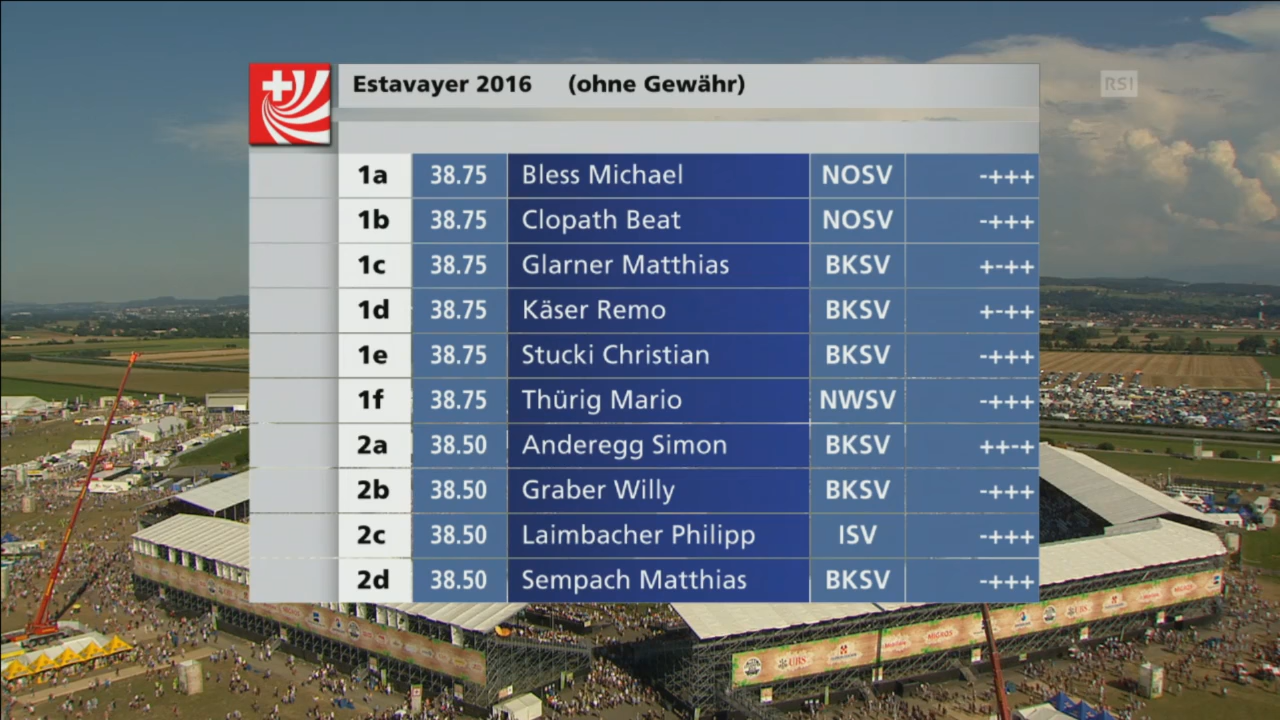 Estavayer 2016 (ohne Gewähr)
RSI
1a 38.75 Bless Michael NOSV -+++
1b 38.75 Clopath Beat NOSV -+++
1c 38.75 Glarner Matthias BKSV +-++
1d 38.75 Käser Remo BKSV +-++
1e 38.75 Stucki Christian BKSV -+++
1f 38.75 Thürig Mario NWSV -+++
2a 38.50 Anderegg Simon BKSV ++-+
2b 38.50 Graber Willy BKSV -+++
2c 38.50 Laimbacher Philipp ISV -+++
2d 38.50 Sempach Matthias BKSV -+++
UBS
MIGROS
UBS